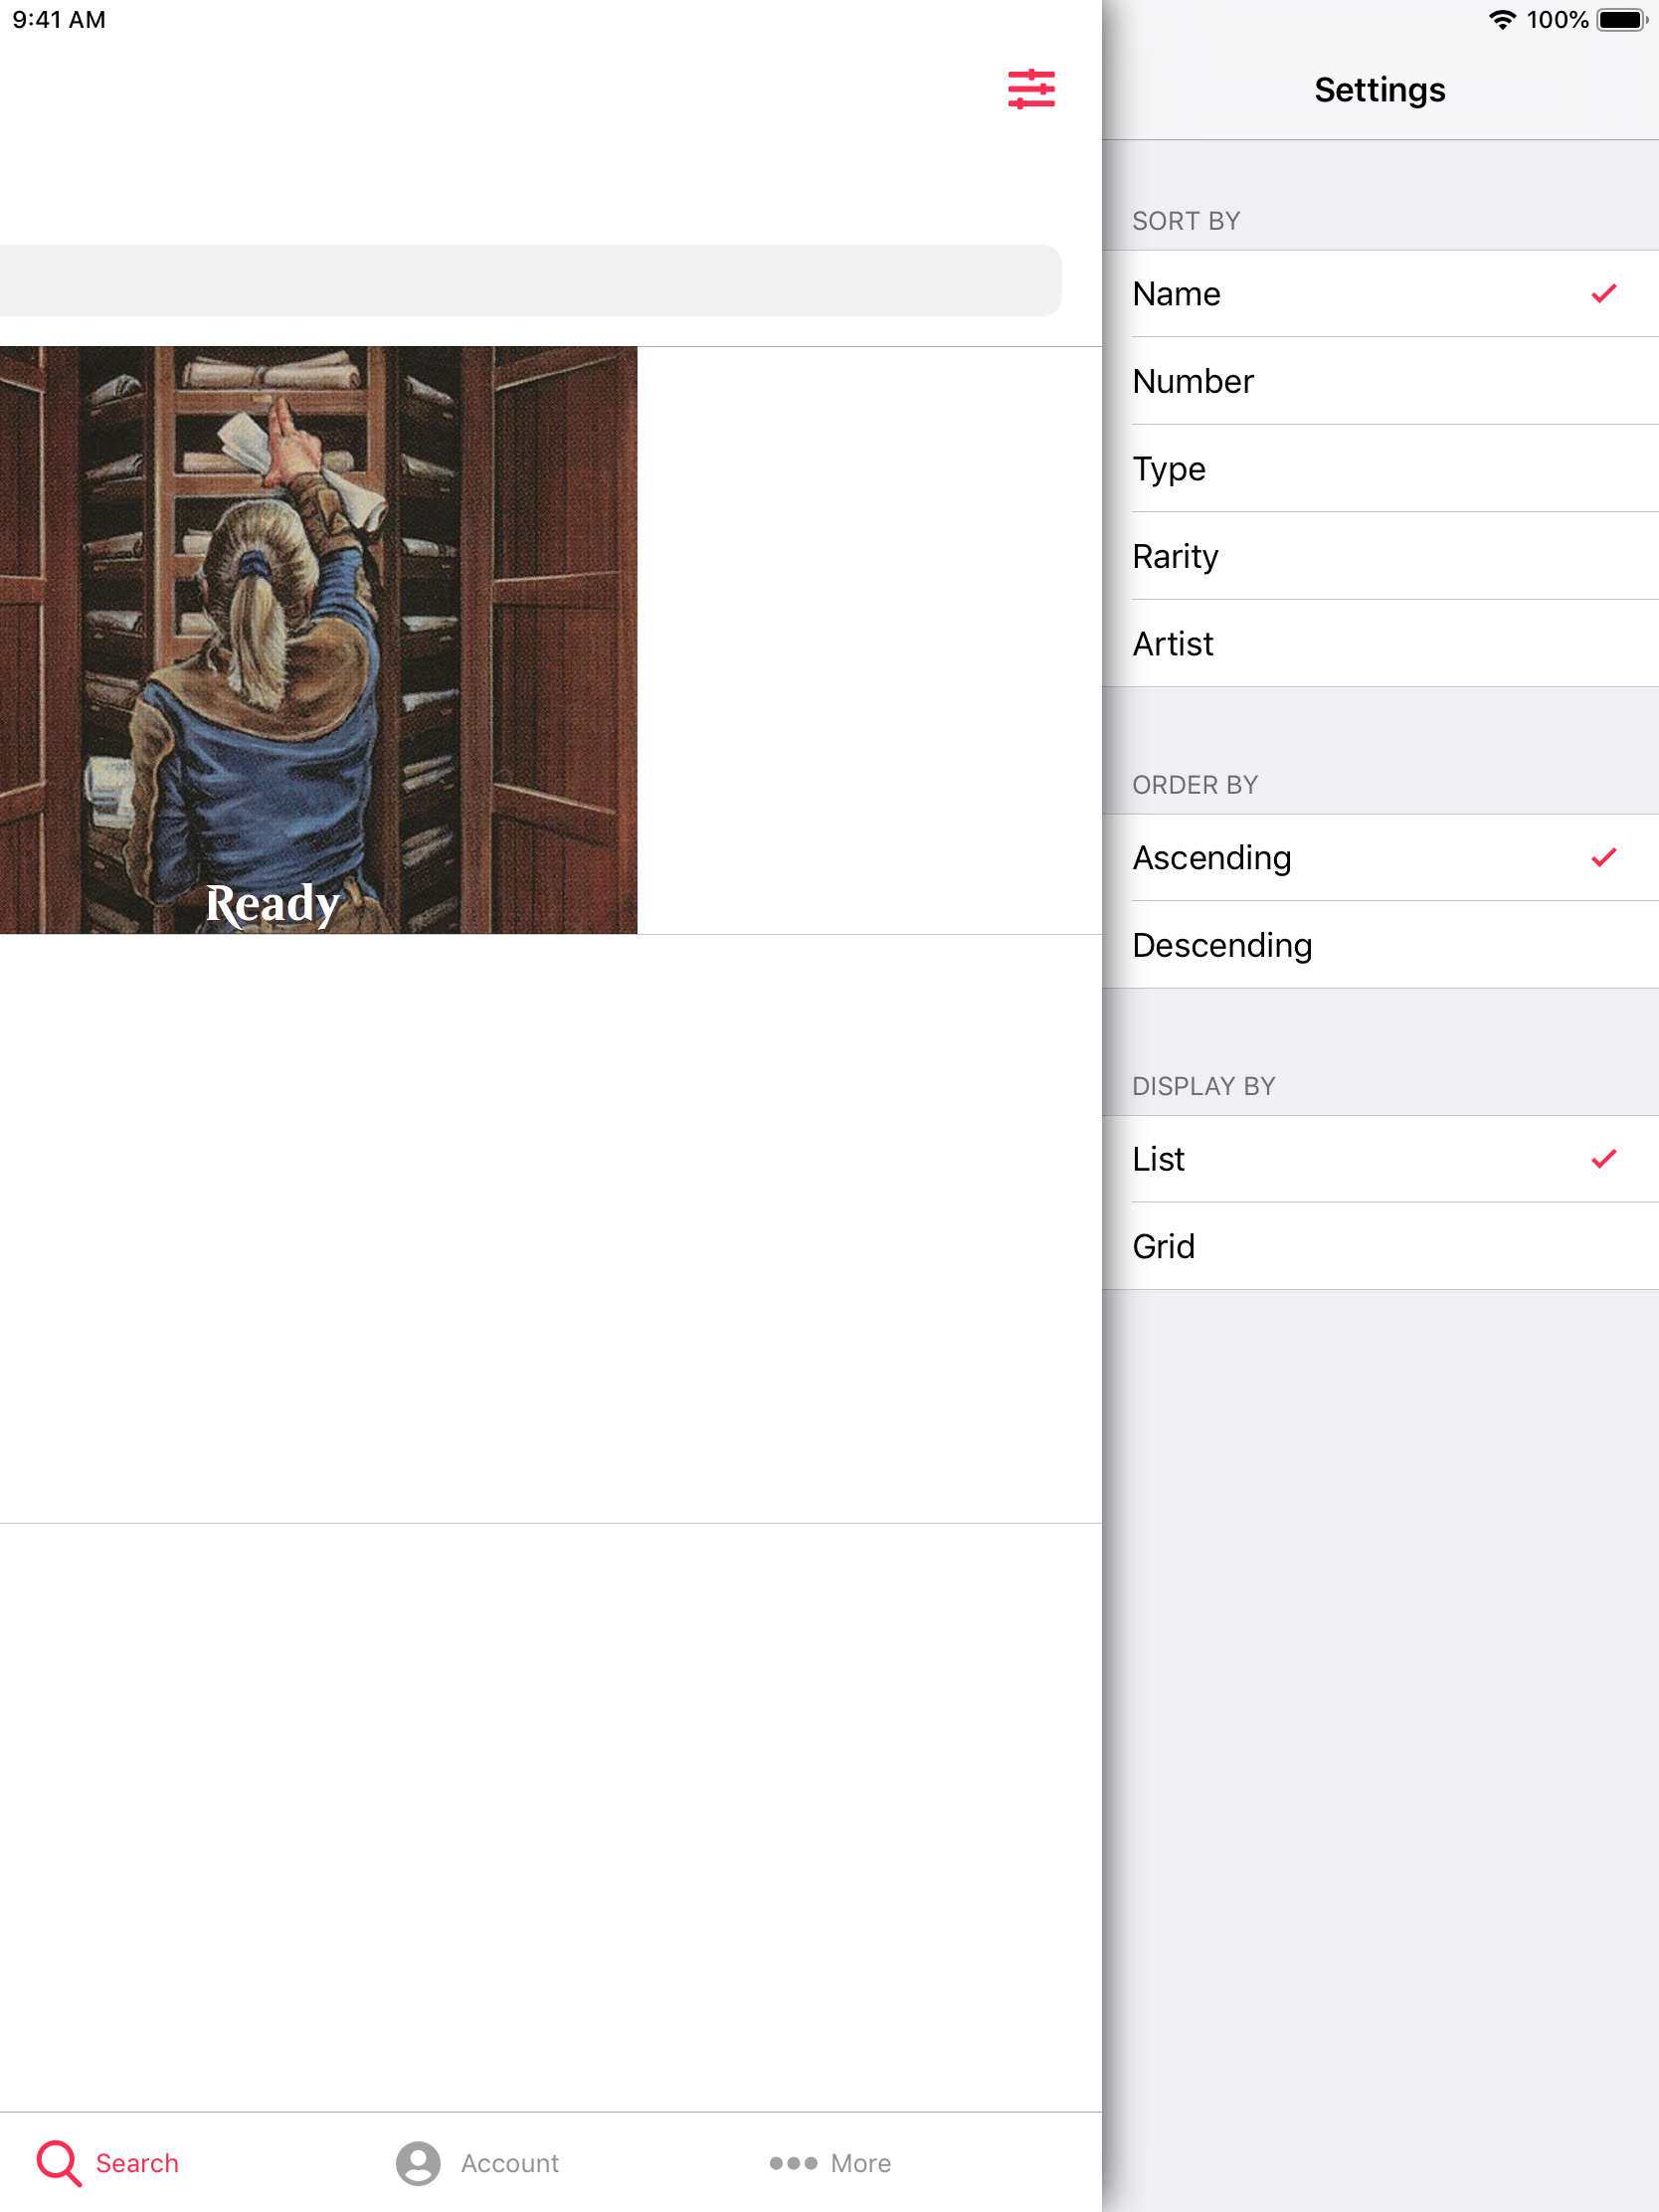 9:41 AM
100%
Settings
SORT BY
Name
Number
Type
Rarity
Artist
ORDER BY
Ascending
Descending
DISPLAY BY
List
Grid
Ready
Search
Account
More